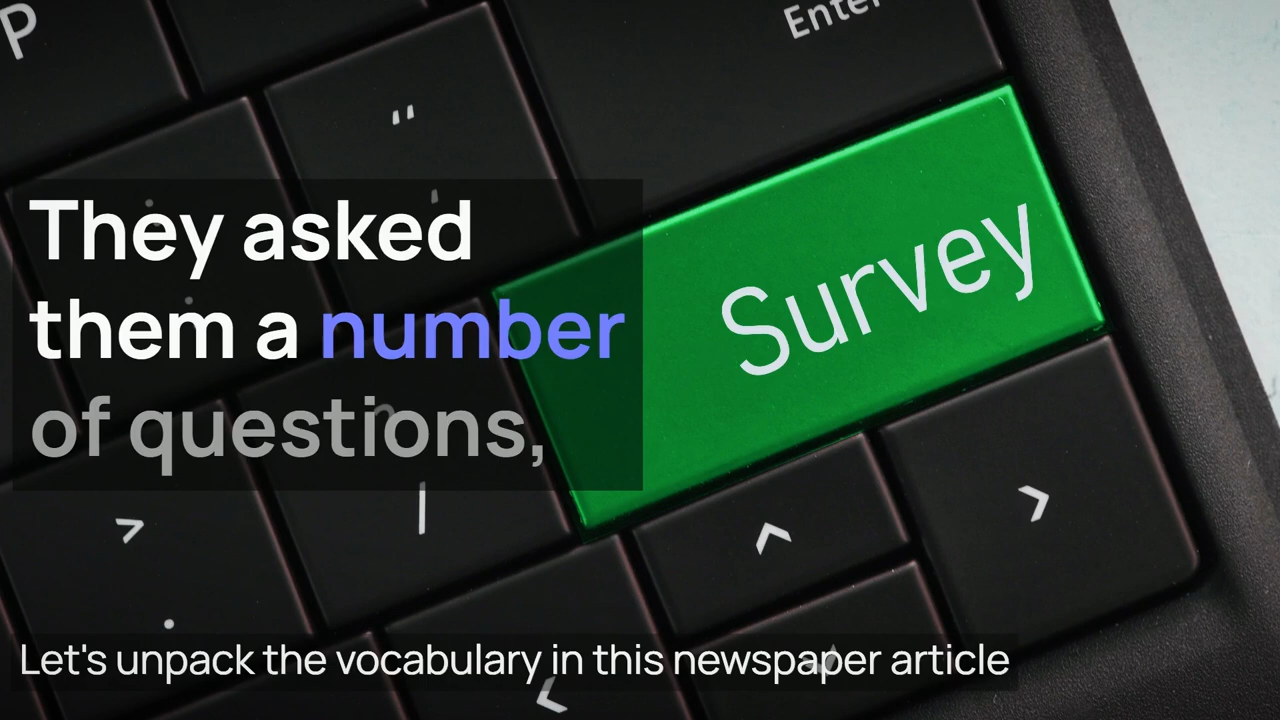 P
Enter
"
'
Survey
They asked
them a number
of questions,
?
>
/
.
^
>
<
Let's unpack the vocabulary in this newspaper article